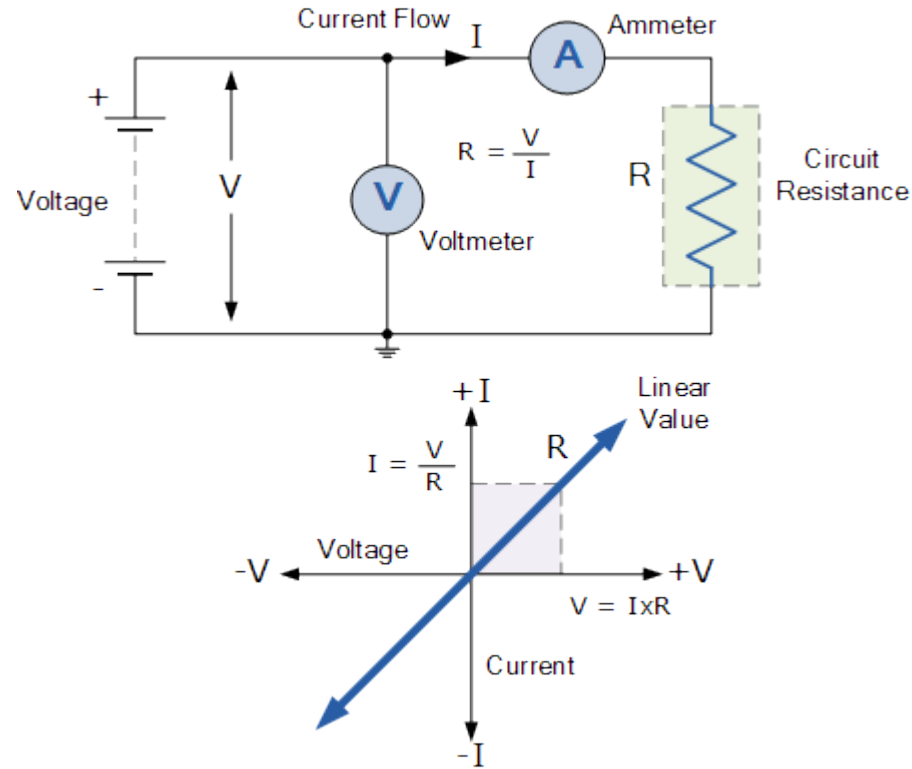 Current Flow
I
Ammeter
A
+
V
Voltage
-
V
Voltmeter
R = V
I
R
Circuit
Resistance
+I
Linear
Value
I = V
R
R
Voltage
-V
+V
V = IxR
Current
-I